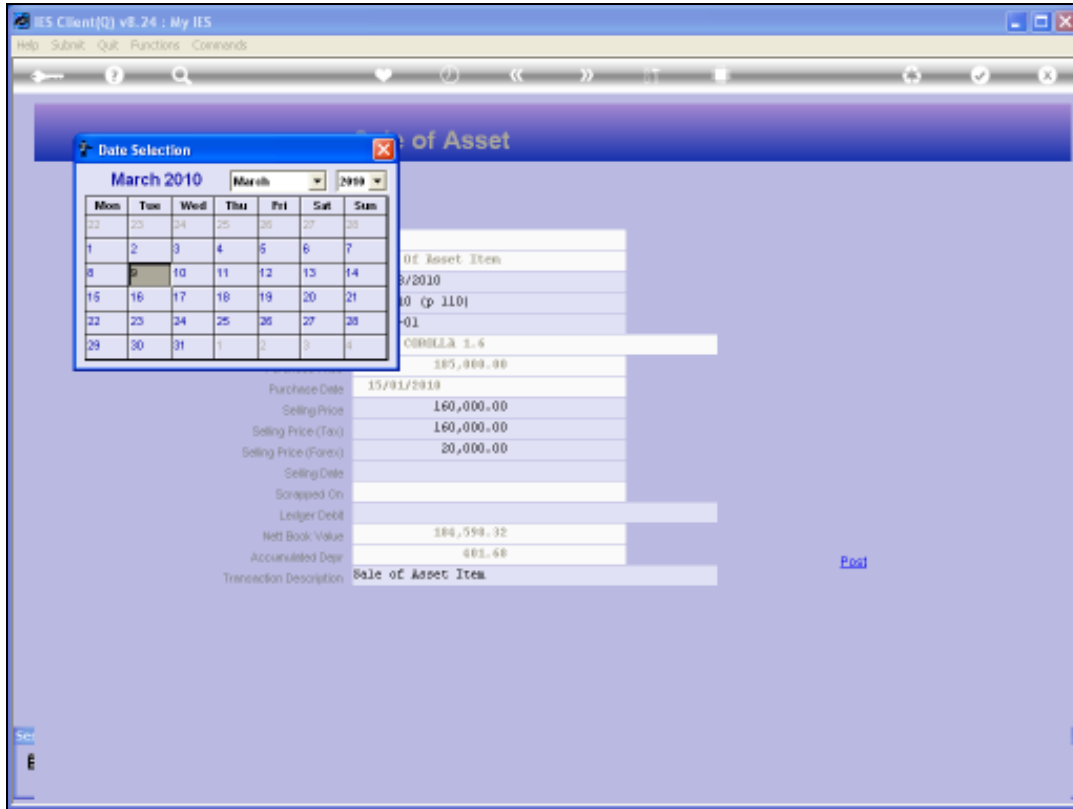 IES Client(Q) v8.24 : My IES
Help Submit Quit Functions Commands
of Asset
Date Selection
March 2010 March 2010
Mon Tue Wed Thu Fri Sat Sun
22 23 24 25 26 27 28
1 2 3 4 5 6 7
8 9 10 11 12 13 14
15 16 17 18 19 20 21
22 23 24 25 26 27 28
29 30 31 1 2 3 4
Of Asset Item
3/2010
10 (p 110)
-01
COROLLA 1.6
185,000.00
Purchase Date 15/01/2010
Selling Price 160,000.00
Selling Price (Tax) 160,000.00
Selling Price (Forex) 20,000.00
Selling Date
Scrapped On
Ledger Debit
Nett Book Value 184,598.32
Accumulated Depr 401.68
Post
Transaction Description Sale of Asset Item